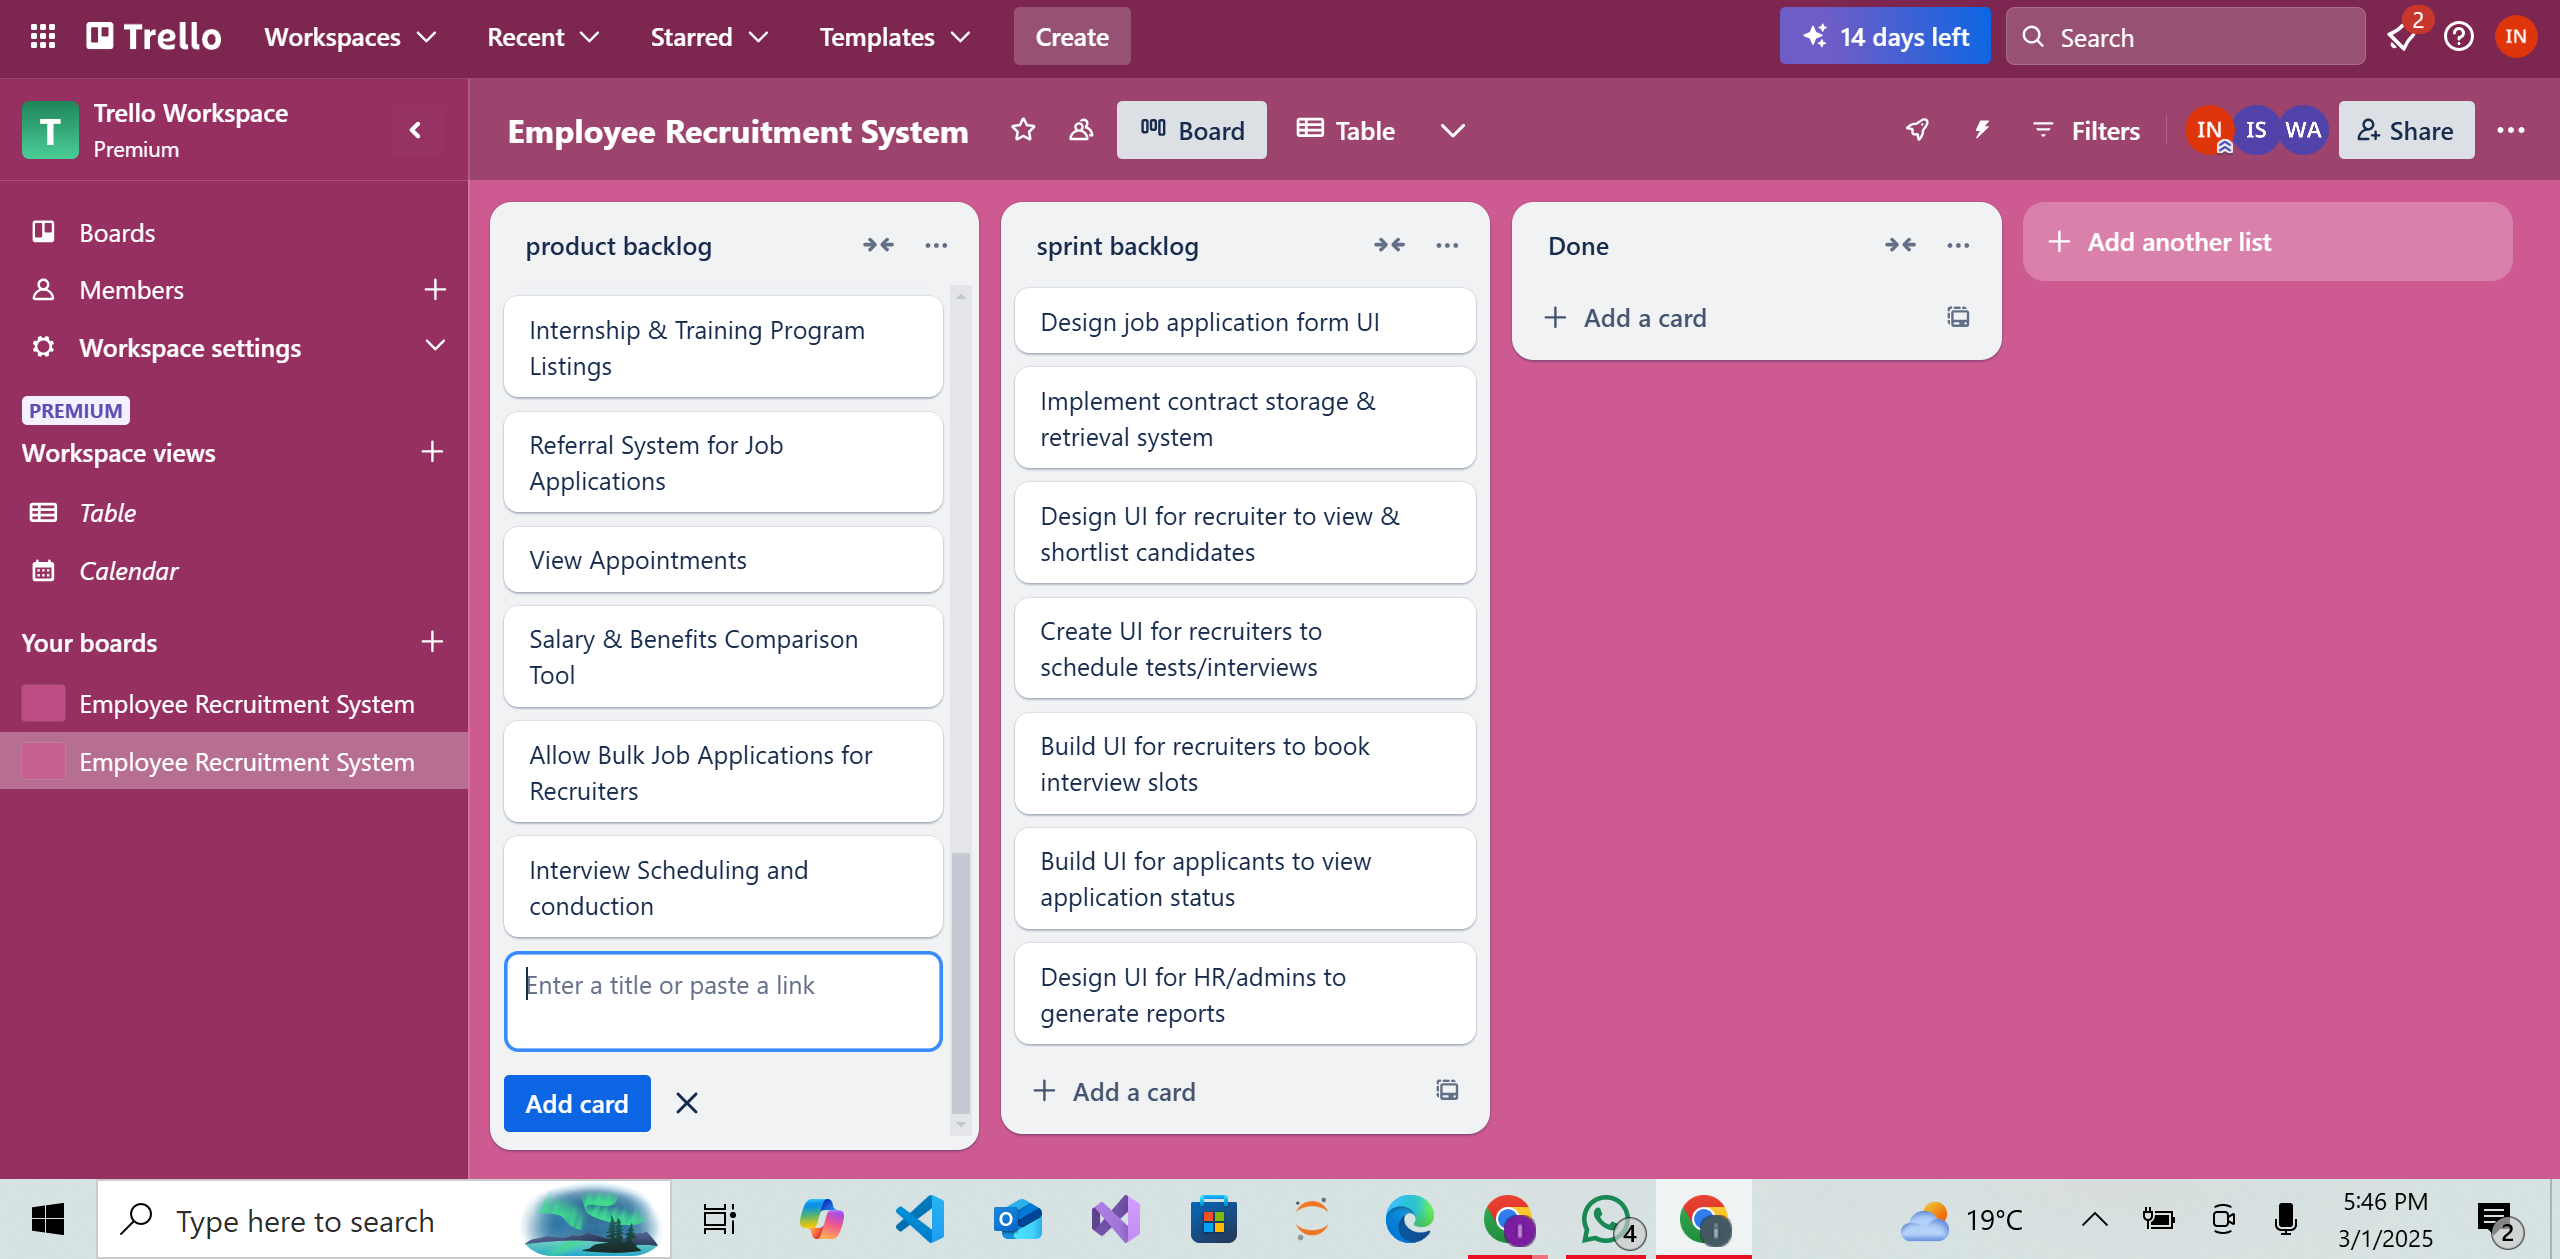 Trello
Workspaces
Recent
Starred
Templates
Create
14 days left
Search
2
IN
T
Trello Workspace
Premium
Employee Recruitment System
Board
Table
Filters
IN
IS
WA
Share
Boards
Members
Workspace settings
PREMIUM
Workspace views
Table
Calendar
Your boards
Employee Recruitment System
Employee Recruitment System
product backlog
Internship & Training Program
Listings
Referral System for Job
Applications
View Appointments
Salary & Benefits Comparison
Tool
Allow Bulk Job Applications for
Recruiters
Interview Scheduling and
conduction
Enter a title or paste a link
Add card
sprint backlog
Design job application form UI
Implement contract storage &
retrieval system
Design UI for recruiter to view &
shortlist candidates
Create UI for recruiters to
schedule tests/interviews
Build UI for recruiters to book
interview slots
Build UI for applicants to view
application status
Design UI for HR/admins to
generate reports
Add a card
Done
Add a card
Add another list
Type here to search
I
4
i
19°C
5:46 PM
3/1/2025
2